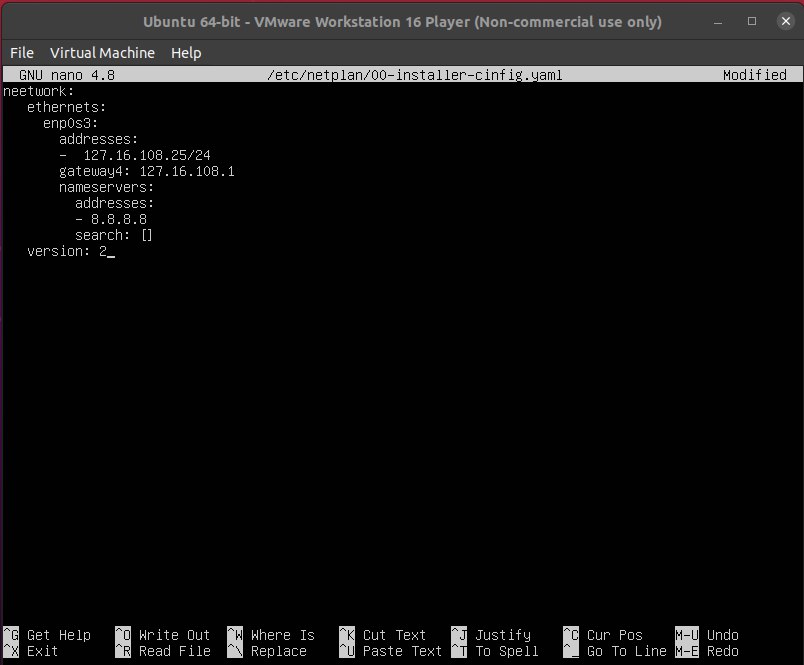 Ubuntu 64-bit - VMware Workstation 16 Player (Non-commercial use only)
File Virtual Machine Help
GNU nano 4.8 /etc/netplan/00-installer-cinfig.yaml Modified
neetwork:
ethernets:
enp0s3:
addresses:
- 127.16.108.25/24
gateway4: 127.16.108.1
nameservers:
addresses:
- 8.8.8.8
search: []
version: 2_
^G Get Help ^O Write Out ^W Where Is ^K Cut Text ^J Justify ^C Cur Pos M-U Undo
^X Exit ^R Read File ^\ Replace ^U Paste Text ^T To Spell ^_ Go To Line M-E Redo